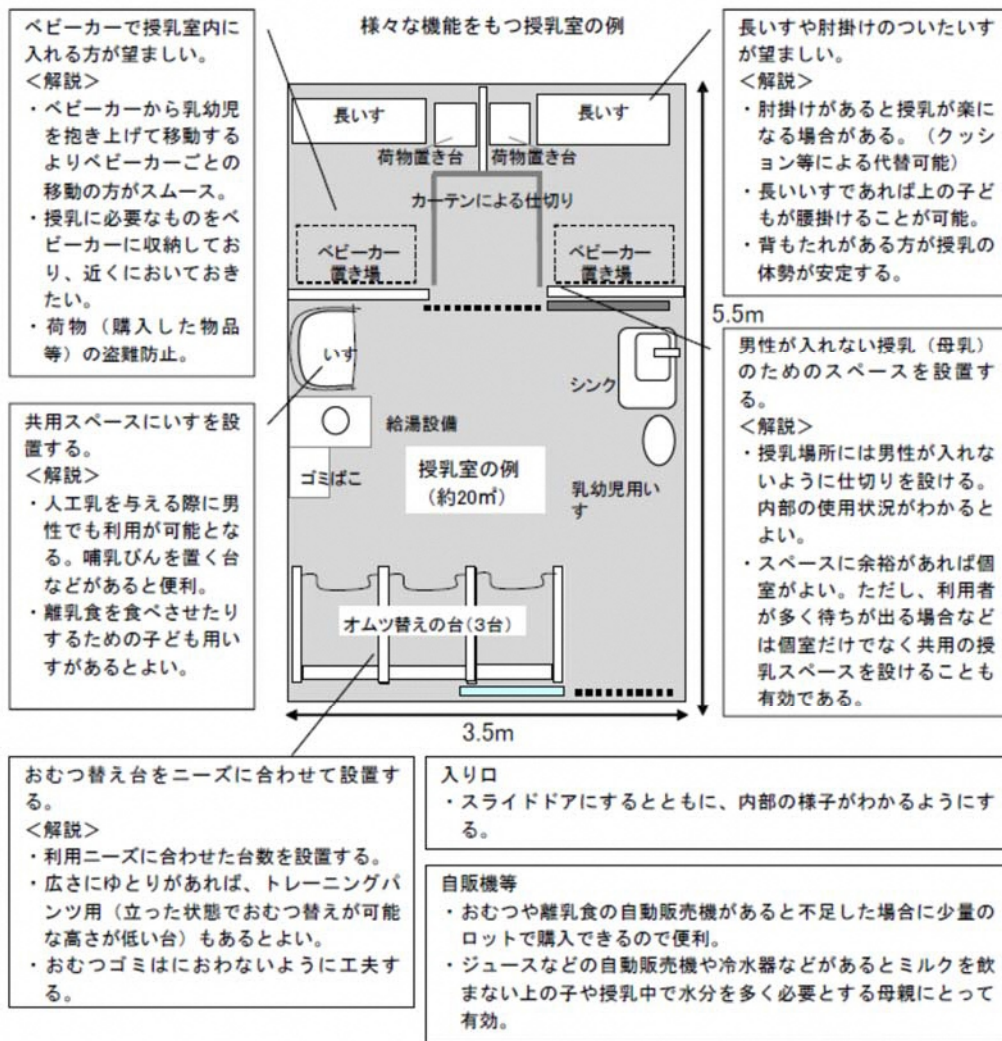 様々な機能をもつ授乳室の例
ベビーカーで授乳室内に
入れる方が望ましい。
＜解説＞
・ベビーカーから乳幼児
を抱き上げて移動する
よりベビーカーごとの
移動の方がスムース。
・授乳に必要なものをベ
ビーカーに収納してお
り、近くにおいておき
たい。
・荷物（購入した物品
等）の盗難防止。
共用スペースにいすを設
置する。
＜解説＞
・人工乳を与える際に男
性でも利用が可能とな
る。哺乳びんを置く台
などがあると便利。
・離乳食を食べさせたり
するための子ども用い
すがあるとよい。
長いす
長いす
荷物置き台
荷物置き台
カーテンによる仕切り
ベビーカー
置き場
ベビーカー
置き場
いす
シンク
給湯設備
ゴミばこ
授乳室の例
（約20㎡）
乳幼児用い
す
オムツ替えの台（3台）
5.5m
3.5m
長いすや肘掛けのついたいす
が望ましい。
＜解説＞
・肘掛けがあると授乳が楽に
なる場合がある。（クッシ
ョン等による代替可能）
・長いいすであれば上の子ど
もが腰掛けることが可能。
・背もたれがある方が授乳の
体勢が安定する。
男性が入れない授乳（母乳）
のためのスペースを設置す
る。
＜解説＞
・授乳場所には男性が入れな
いように仕切りを設ける。
内部の使用状況がわかると
よい。
・スペースに余裕があれば個
室がよい。ただし、利用者
が多く待ちが出る場合など
は個室だけでなく共用の授
乳スペースを設けることも
有効である。
おむつ替え台をニーズに合わせて設置す
る。
＜解説＞
・利用ニーズに合わせた台数を設置する。
・広さにゆとりがあれば、トレーニングパ
ンツ用（立った状態でおむつ替えが可能
な高さが低い台）もあるとよい。
・おむつゴミはにおわないように工夫す
る。
入り口
・スライドドアにするとともに、内部の様子がわかるようにす
る。
自販機等
・おむつや離乳食の自動販売機があると不足した場合に少量の
ロットで購入できるので便利。
・ジュースなどの自動販売機や冷水器などがあるとミルクを飲
まない上の子や授乳中で水分を多く必要とする母親にとって
有効。